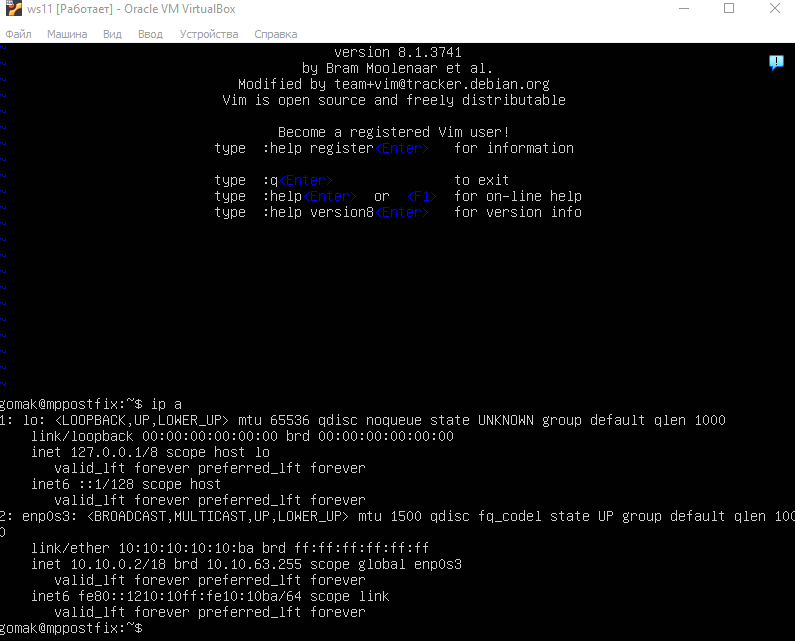 ws11 [Работает] - Oracle VM VirtualBox
Файл Машина Вид Ввод Устройства Справка
version 8.1.3741
by Bram Moolenaar et al.
Modified by team+vim@tracker.debian.org
Vim is open source and freely distributable
Become a registered Vim user!
type :help register<Enter> for information
type :q<Enter> to exit
type :help<Enter> or <F1> for on-line help
type :help version8<Enter> for version info
~
~
~
~
~
~
~
~
~
~
gomak@mppostfix:~$ ip a
1: lo: <LOOPBACK,UP,LOWER_UP> mtu 65536 qdisc noqueue state UNKNOWN group default qlen 1000
link/loopback 00:00:00:00:00:00 brd 00:00:00:00:00:00
inet 127.0.0.1/8 scope host lo
valid_lft forever preferred_lft forever
inet6 ::1/128 scope host
valid_lft forever preferred_lft forever
2: enp0s3: <BROADCAST,MULTICAST,UP,LOWER_UP> mtu 1500 qdisc fq_codel state UP group default qlen 100
0
link/ether 10:10:10:10:10:ba brd ff:ff:ff:ff:ff:ff
inet 10.10.0.2/18 brd 10.10.63.255 scope global enp0s3
valid_lft forever preferred_lft forever
inet6 fe80::1210:10ff:fe10:10ba/64 scope link
valid_lft forever preferred_lft forever
gomak@mppostfix:~$